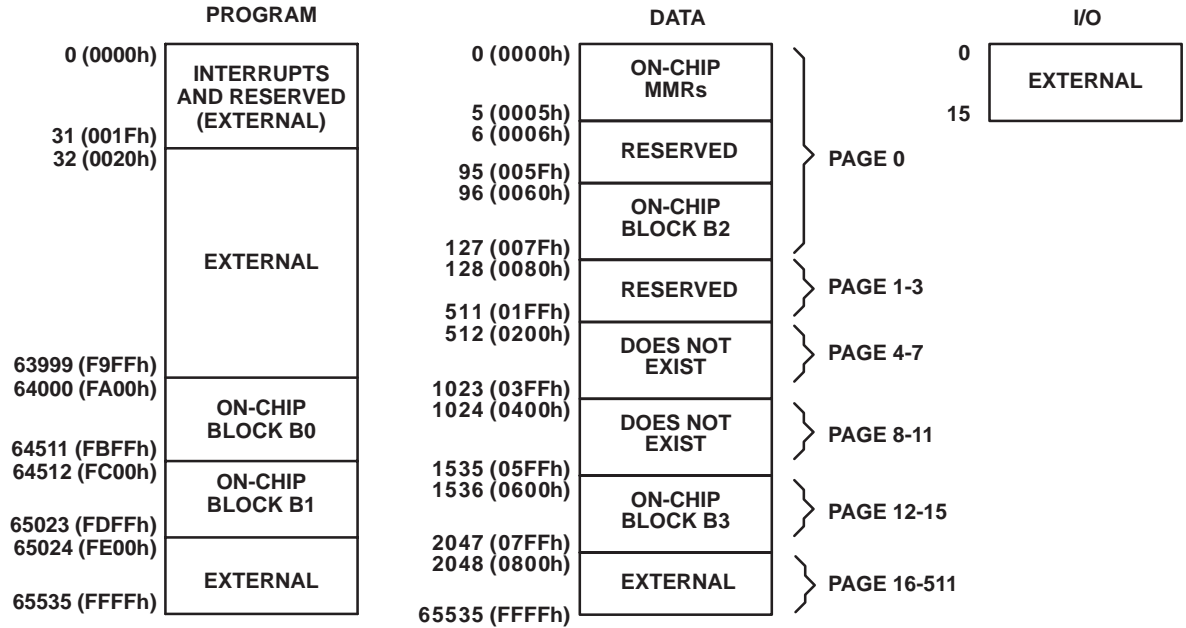 PROGRAM
0 (0000h)
INTERRUPTS
AND RESERVED
(EXTERNAL)
31 (001Fh)
32 (0020h)
EXTERNAL
63999 (F9FFh)
64000 (FA00h)
ON-CHIP
BLOCK B0
64511 (FBFFh)
64512 (FC00h)
ON-CHIP
BLOCK B1
65023 (FDFFh)
65024 (FE00h)
EXTERNAL
65535 (FFFFh)
DATA
0 (0000h)
ON-CHIP
MMRs
5 (0005h)
6 (0006h)
RESERVED
95 (005Fh)
96 (0060h)
ON-CHIP
BLOCK B2
127 (007Fh)
PAGE 0
128 (0080h)
RESERVED
511 (01FFh)
PAGE 1-3
512 (0200h)
DOES NOT
EXIST
1023 (03FFh)
PAGE 4-7
1024 (0400h)
DOES NOT
EXIST
1535 (05FFh)
PAGE 8-11
1536 (0600h)
ON-CHIP
BLOCK B3
2047 (07FFh)
PAGE 12-15
2048 (0800h)
EXTERNAL
65535 (FFFFh)
PAGE 16-511
I/O
0
EXTERNAL
15